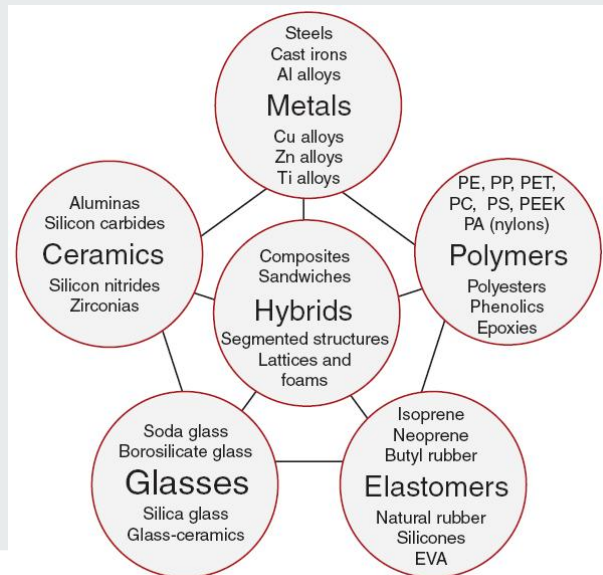 Steels
Cast irons
Al alloys
Metals
Cu alloys
Zn alloys
Ti alloys
Aluminas
Silicon carbides
Ceramics
Silicon nitrides
Zirconias
PE, PP, PET,
PC, PS, PEEK
PA (nylons)
Polymers
Polyesters
Phenolics
Epoxies
Composites
Sandwiches
Hybrids
Segmented structures
Lattices and
foams
Soda glass
Borosilicate glass
Glasses
Silica glass
Glass-ceramics
Isoprene
Neoprene
Butyl rubber
Elastomers
Natural rubber
Silicones
EVA